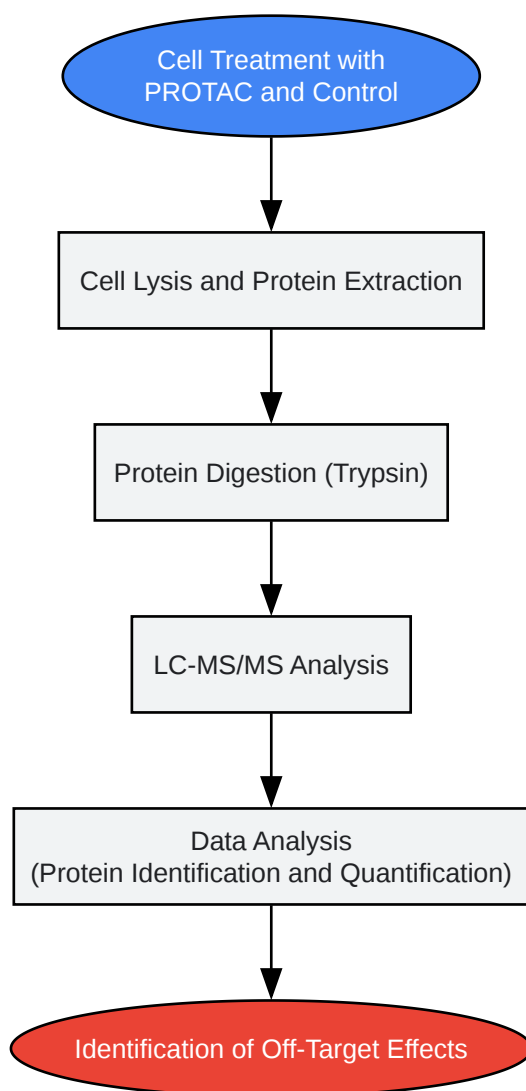 Cell Treatment with
PROTAC and Control
Cell Lysis and Protein Extraction
Protein Digestion (Trypsin)
LC-MS/MS Analysis
Data Analysis
(Protein Identification and Quantification)
Identification of Off-Target Effects